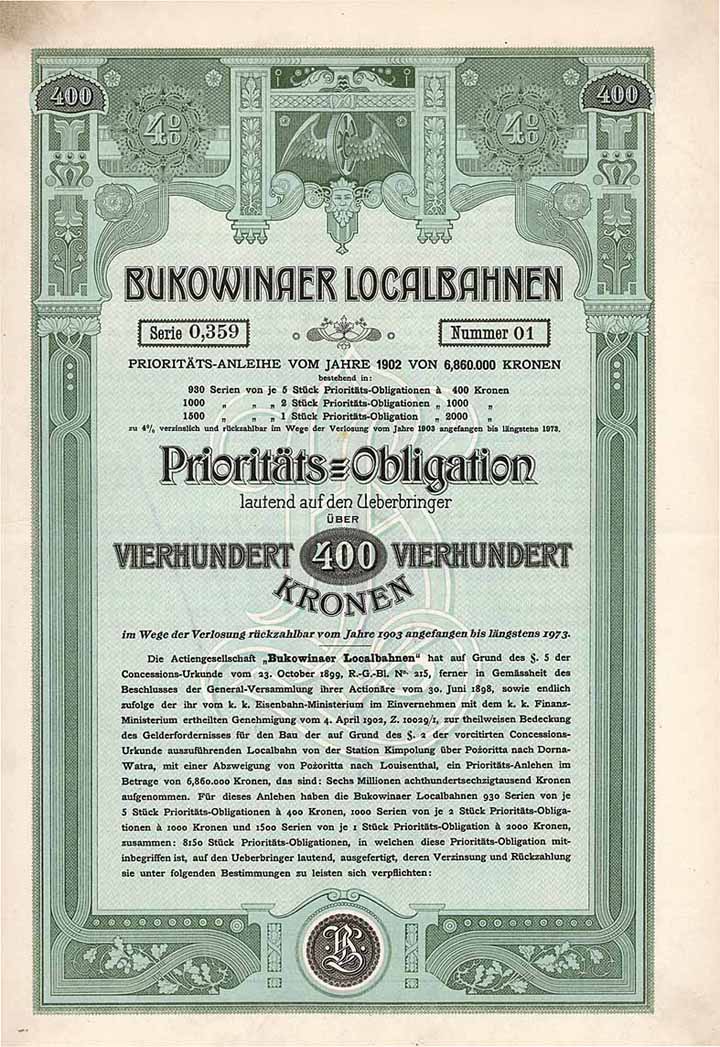 400 400
4% 4%
BUKOWINAER LOCALBAHNEN
Serie 0,359 Nummer 01
PRIORITÄTS-ANLEIHE VOM JAHRE 1902 VON 6,860.000 KRONEN
bestehend in:
930 Serien von je 5 Stück Prioritäts-Obligationen à 400 Kronen
1000 „ „ „ 2 Stück Prioritäts-Obligationen „ 1000 „
1500 „ „ „ 1 Stück Prioritäts-Obligation „ 2000 „
zu 4% verzinslich und rückzahlbar im Wege der Verlosung vom Jahre 1903 angefangen bis längstens 1973.
Prioritäts=Obligation
lautend auf den Ueberbringer
ÜBER
VIERHUNDERT 400 VIERHUNDERT
KRONEN
im Wege der Verlosung rückzahlbar vom Jahre 1903 angefangen bis längstens 1973.
Die Actiengesellschaft „Bukowinaer Localbahnen“ hat auf Grund des §. 5 der
Concessions-Urkunde vom 23. October 1899, R.-G.-Bl. No. 215, ferner in Gemässheit des
Beschlusses der General-Versammlung ihrer Actionäre vom 30. Juni 1898, sowie endlich
zufolge der ihr vom k. k. Eisenbahn-Ministerium im Einvernehmen mit dem k. k. Finanz-
Ministerium ertheilten Genehmigung vom 4. April 1902, Z. 10029/1, zur theilweisen Bedeckung
des Gelderfordernisses für den Bau der auf Grund des §. 2 der vorcitirten Concessions-
Urkunde auszuführenden Localbahn von der Station Kimpolung über Pożoritta nach Dorna-
Watra, mit einer Abzweigung von Pożoritta nach Louisenthal, ein Prioritäts-Anlehen im
Betrage von 6,860.000 Kronen, das sind: Sechs Millionen achthundertsechzigtausend Kronen
aufgenommen. Für dieses Anlehen haben die Bukowinaer Localbahnen 930 Serien von je
5 Stück Prioritäts-Obligationen à 400 Kronen, 1000 Serien von je 2 Stück Prioritäts-Obliga-
tionen à 1000 Kronen und 1500 Serien von je 1 Stück Prioritäts-Obligation à 2000 Kronen,
zusammen: 8150 Stück Prioritäts-Obligationen, in welchen diese Prioritäts-Obligation mit-
inbegriffen ist, auf den Ueberbringer lautend, ausgefertigt, deren Verzinsung und Rückzahlung
sie unter folgenden Bestimmungen zu leisten sich verpflichten:
BL